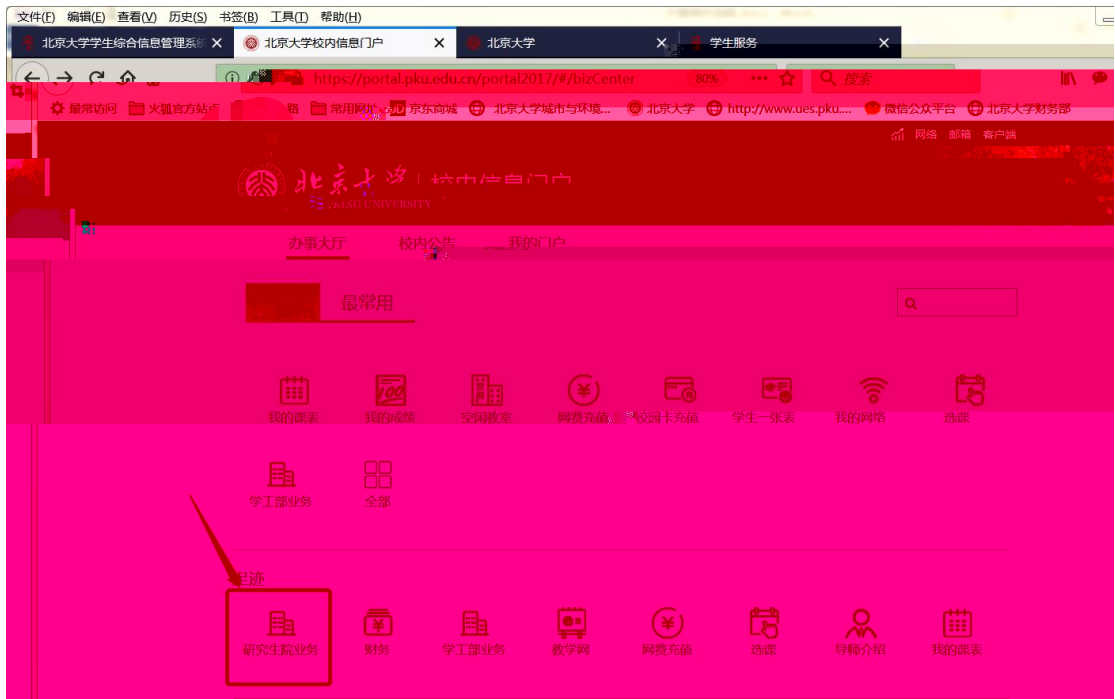 文件(F) 编辑(E) 查看(V) 历史(S) 书签(B) 工具(T) 帮助(H)
北京大学学生综合信息管理系统 北京大学校内信息门户 北京大学 学生服务
https://portal.pku.edu.cn/portal2017/#/bizCenter 80% 搜索
最常访问 火狐官方站点 常用网址 京东商城 北京大学城市与环境... 北京大学 http://www.ues.pku.... 微信公众平台 北京大学财务部
网络 邮箱 客户端
北京大学 校内信息门户
PEKING UNIVERSITY
办事大厅 校内公告 我的门户
最常用
我的课表 我的成绩 空闲教室 网费充值 校园卡充值 学生一张表 我的网络 选课
学工部业务 全部
足迹
研究生院业务 财务 学工部业务 教学网 网费充值 选课 导师介绍 我的课表